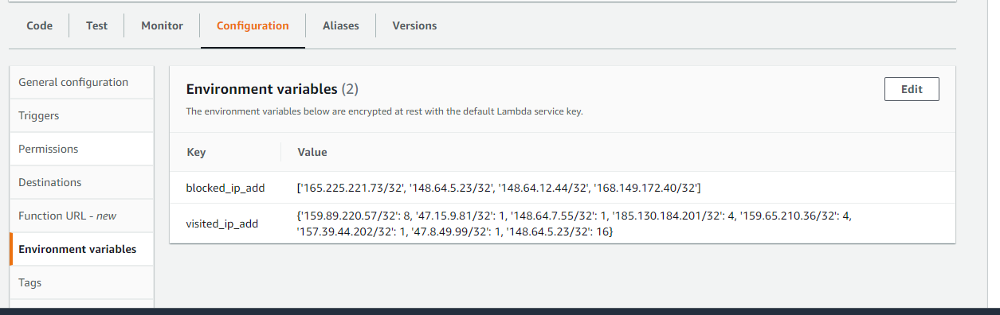 Code Test Monitor Configuration Aliases Versions
General configuration
Triggers
Permissions
Destinations
Function URL - new
Environment variables
Tags
Environment variables (2)
Edit
The environment variables below are encrypted at rest with the default Lambda service key.
Key Value
blocked_ip_add ['165.225.221.73/32', '148.64.5.23/32', '148.64.12.44/32', '168.149.172.40/32']
visited_ip_add {'159.89.220.57/32': 8, '47.15.9.81/32': 1, '148.64.7.55/32': 1, '185.130.184.201/32': 4, '159.65.210.36/32': 4,
'157.39.44.202/32': 1, '47.8.49.99/32': 1, '148.64.5.23/32': 16}